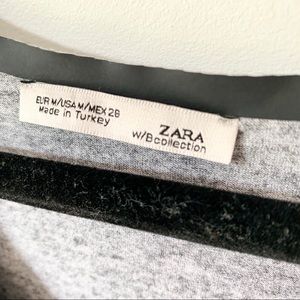 EUR M/USA M/MEX 28
Made in Turkey
ZARA
W/B collection